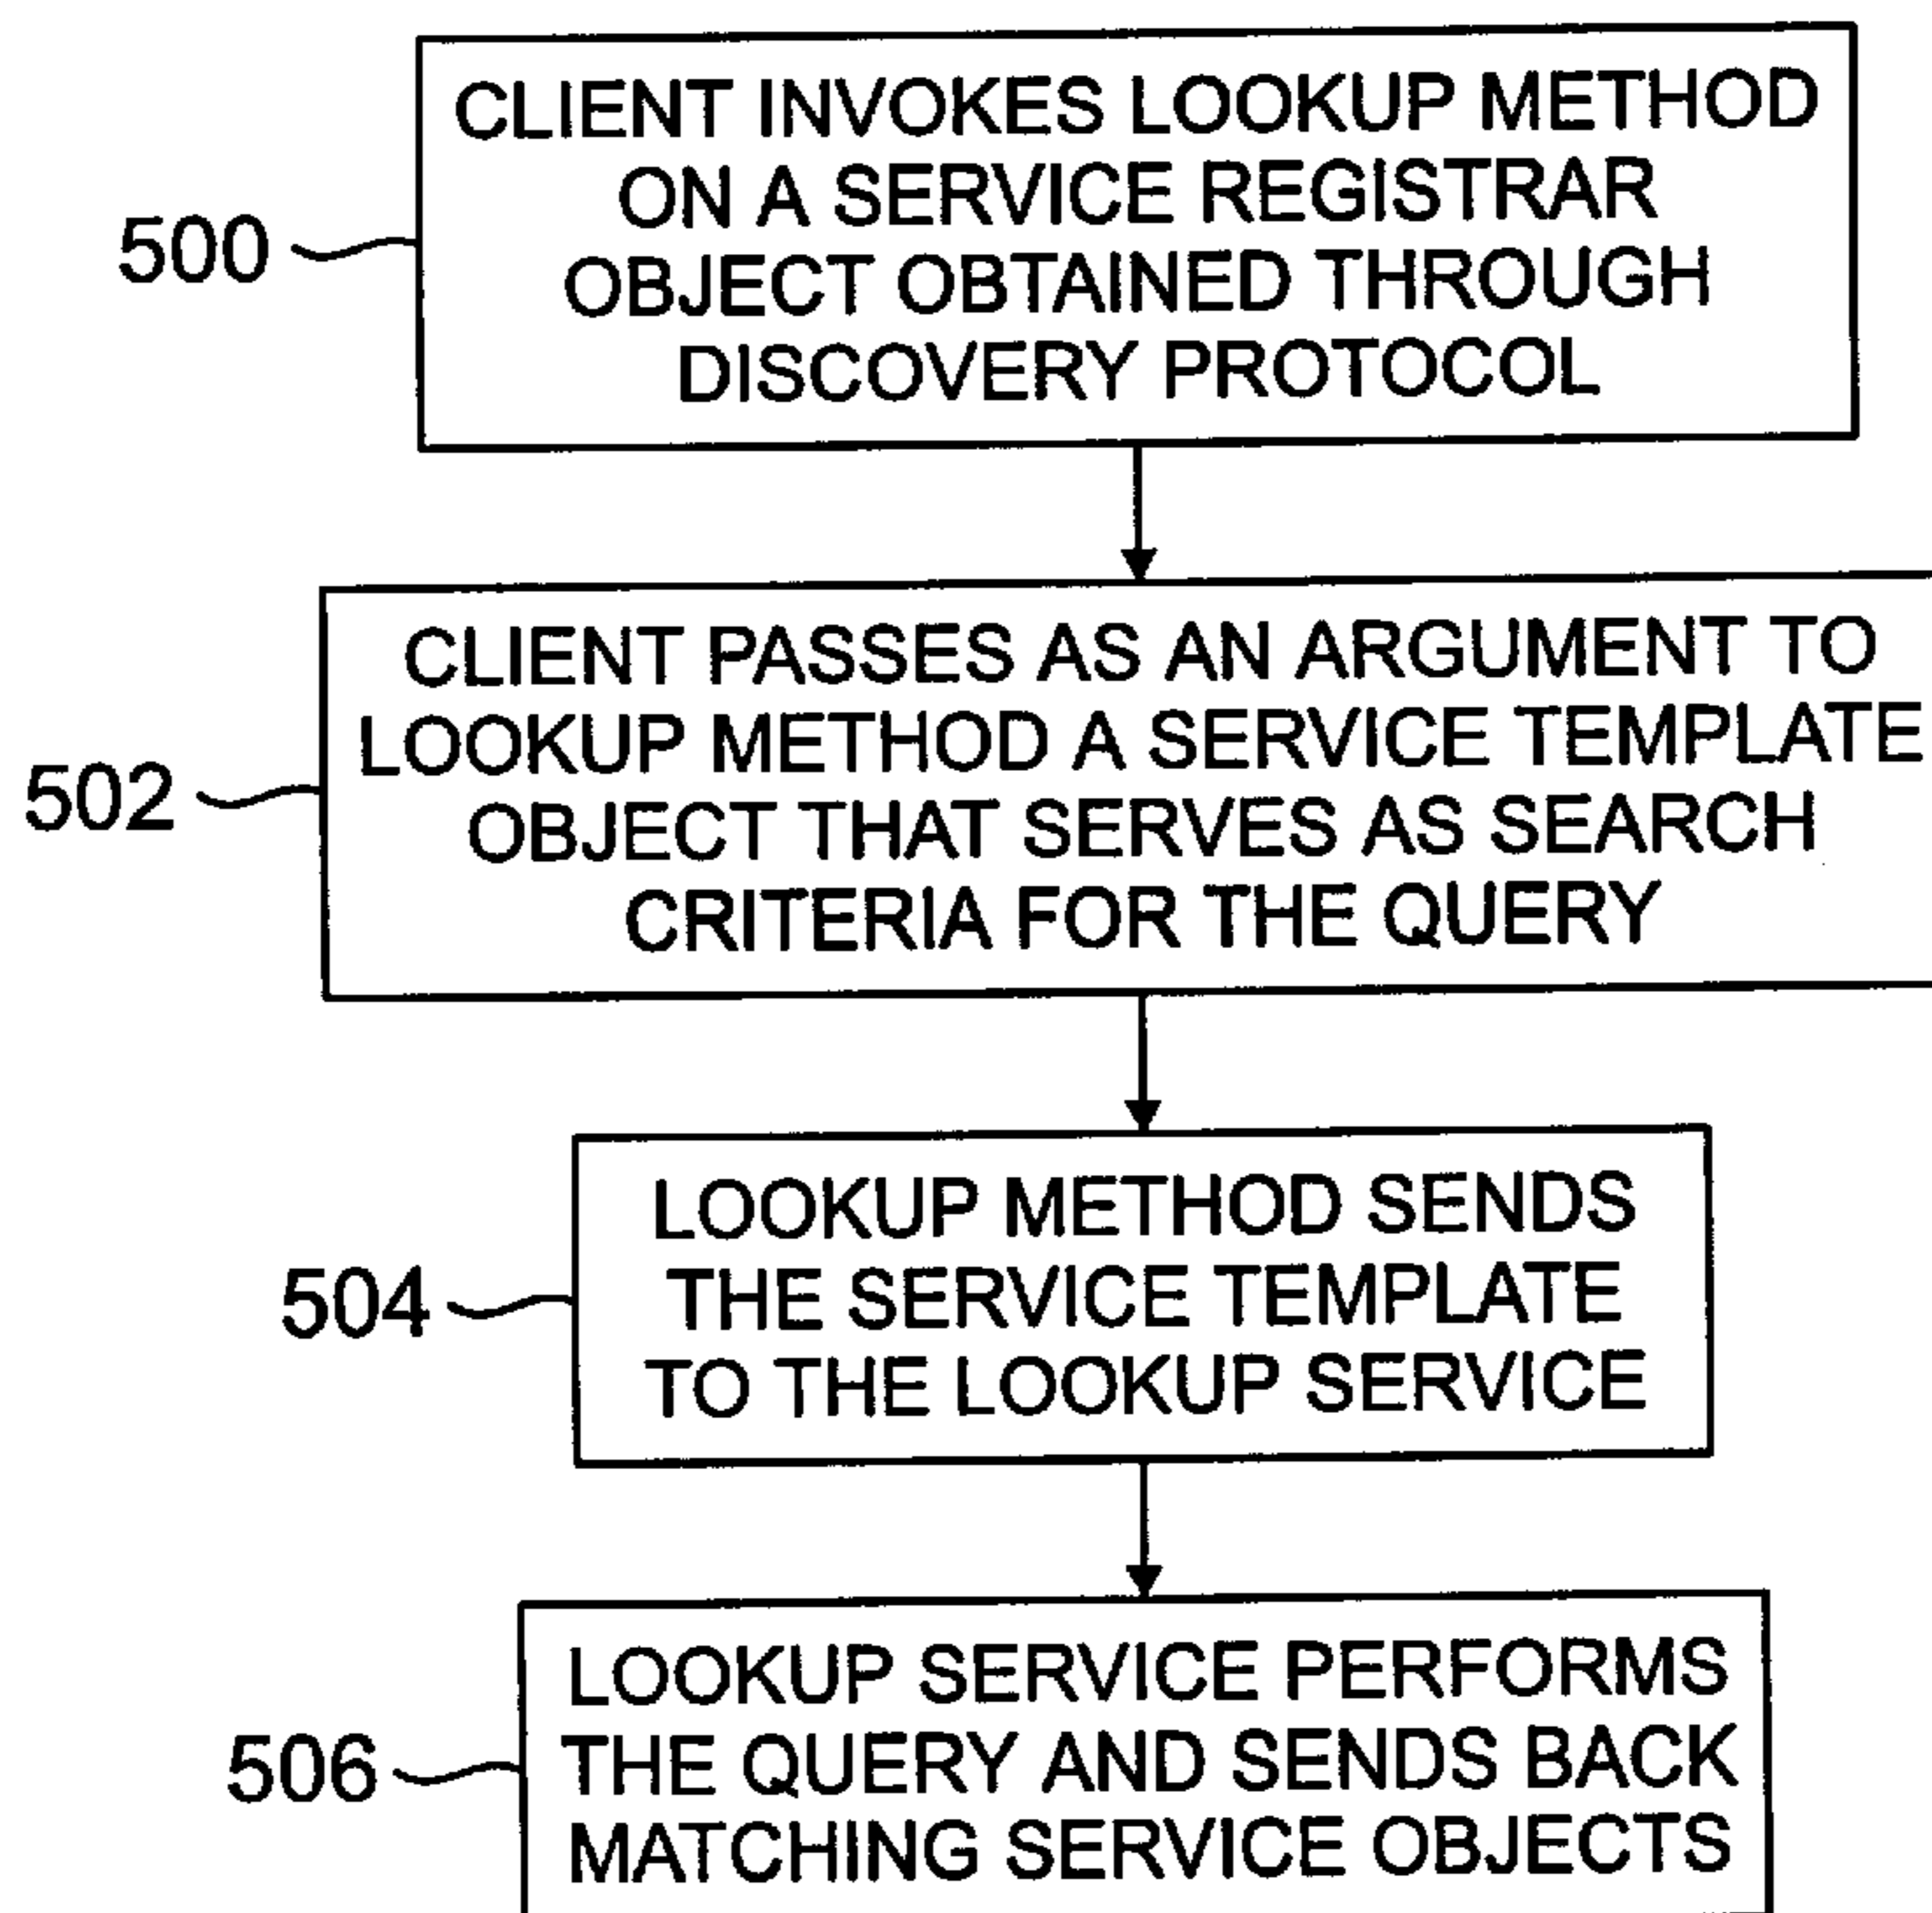 CLIENT INVOKES LOOKUP METHOD
ON A SERVICE REGISTRAR
OBJECT OBTAINED THROUGH
DISCOVERY PROTOCOL
500
CLIENT PASSES AS AN ARGUMENT TO
LOOKUP METHOD A SERVICE TEMPLATE
OBJECT THAT SERVES AS SEARCH
CRITERIA FOR THE QUERY
502
LOOKUP METHOD SENDS
THE SERVICE TEMPLATE
TO THE LOOKUP SERVICE
504
LOOKUP SERVICE PERFORMS
THE QUERY AND SENDS BACK
MATCHING SERVICE OBJECTS
506